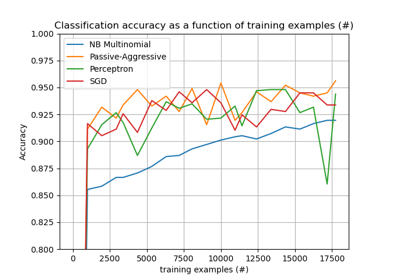 Classification accuracy as a function of training examples (#)
1.000
0.975
0.950
0.925
0.900
0.875
0.850
0.825
0.800
Accuracy
NB Multinomial
Passive-Aggressive
Perceptron
SGD
0 2500 5000 7500 10000 12500 15000 17500
training examples (#)